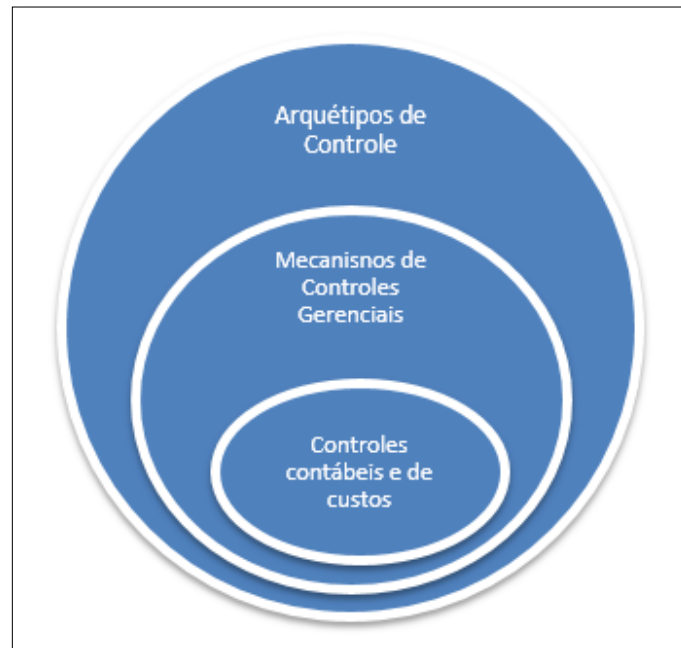 Arquétipos de
Controle
Mecanisnos de
Controles
Gerenciais
Controles
contábeis e de
custos